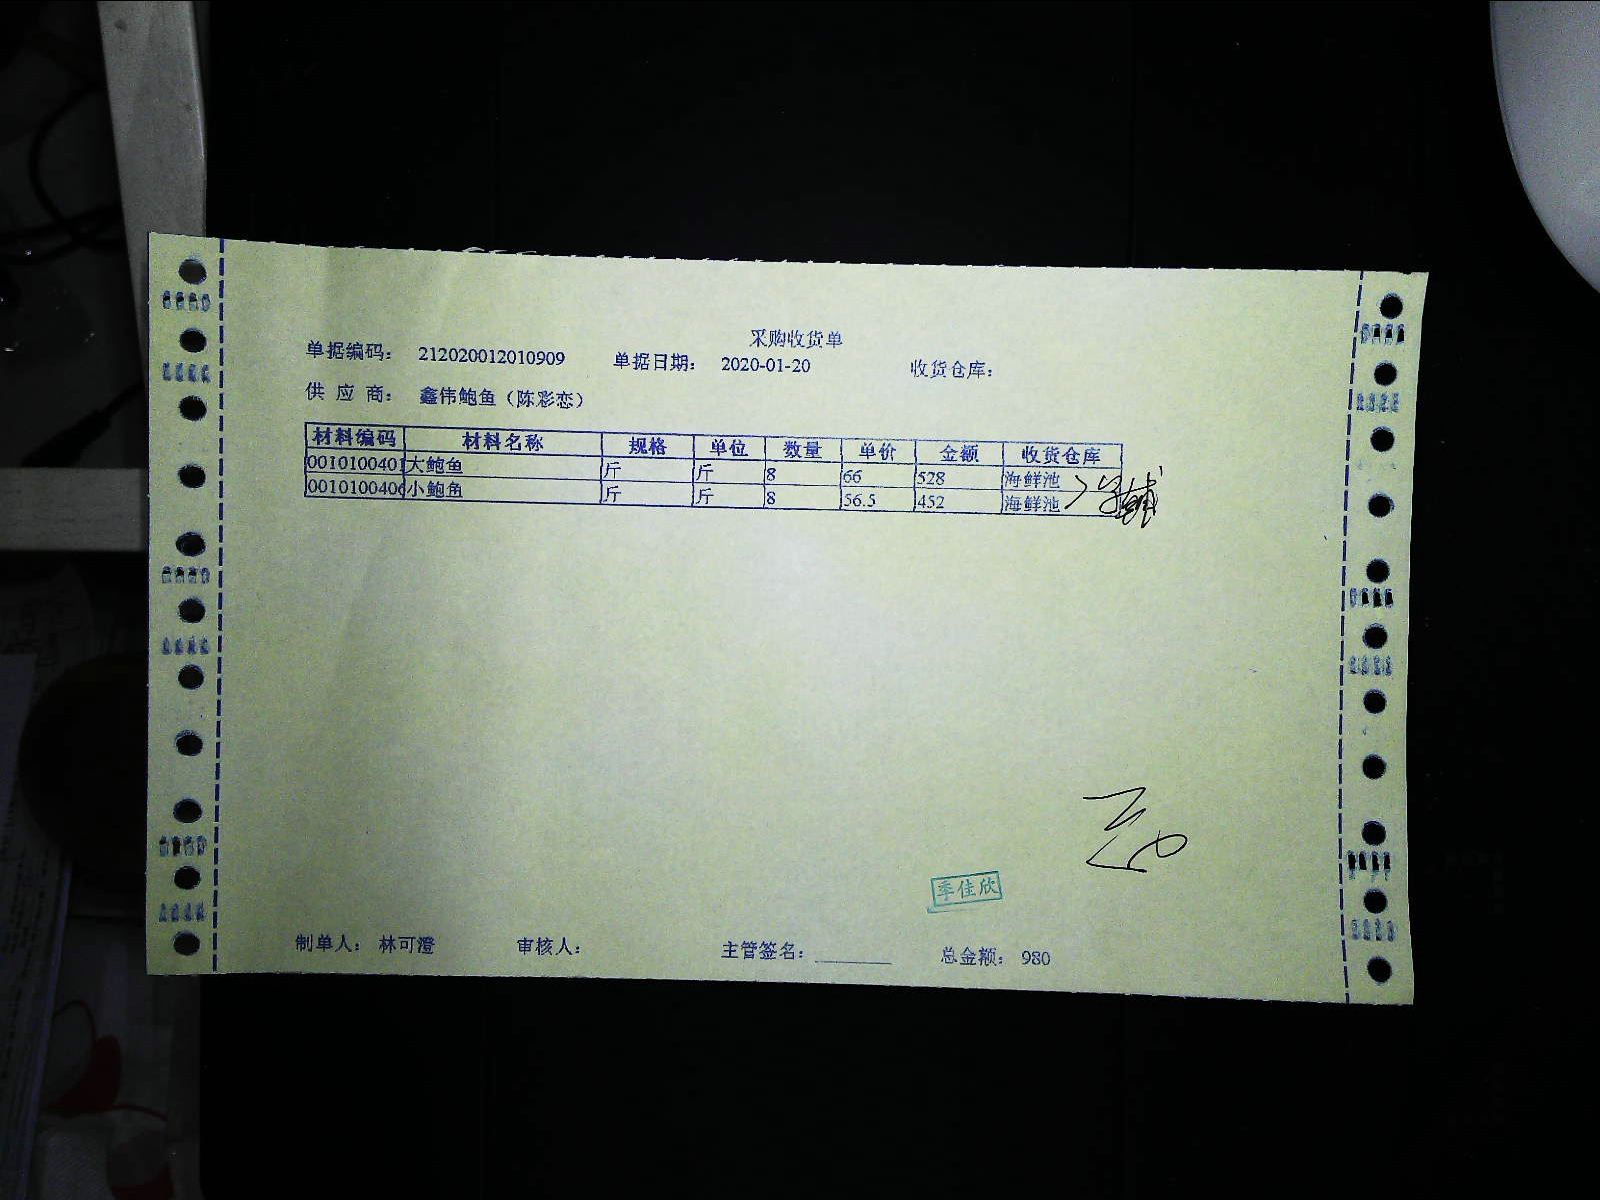 采购收货单
单据编码： 212020012010909 单据日期： 2020-01-20 收货仓库：
供 应 商： 鑫伟鲍鱼（陈彩恋）
材料编码 材料名称 规格 单位 数量 单价 金额 收货仓库
0010100401 大鲍鱼 斤 斤 8 66 528 海鲜池
0010100406 小鲍鱼 斤 斤 8 56.5 452 海鲜池
季佳欣
制单人： 林可澄 审核人： 主管签名： 总金额： 980